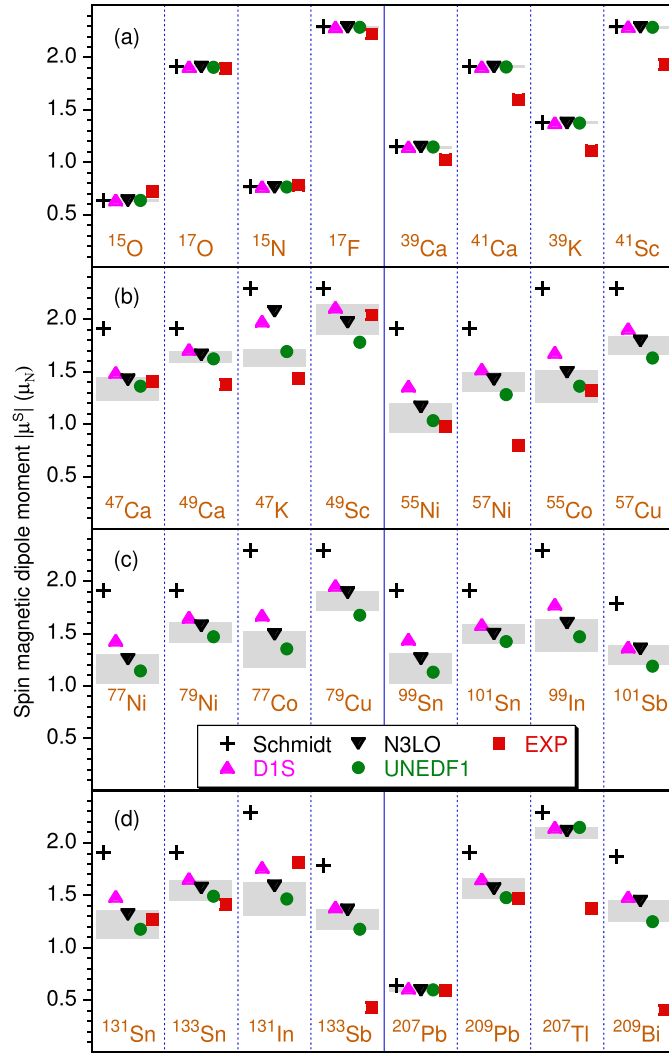 Spin magnetic dipole moment |μ^S| (μ_N)
(a)
2.5
2.0
1.5
1.0
0.5
^15O ^17O ^15N ^17F ^39Ca ^41Ca ^39K ^41Sc
(b)
2.0
1.5
1.0
0.5
^47Ca ^49Ca ^47K ^49Sc ^55Ni ^57Ni ^55Co ^57Cu
(c)
2.0
1.5
1.0
0.5
^77Ni ^79Ni ^77Co ^79Cu ^99Sn ^101Sn ^99In ^101Sb
Schmidt N3LO EXP
D1S UNEDF1
(d)
2.0
1.5
1.0
0.5
^131Sn ^133Sn ^131In ^133Sb ^207Pb ^209Pb ^207Tl ^209Bi